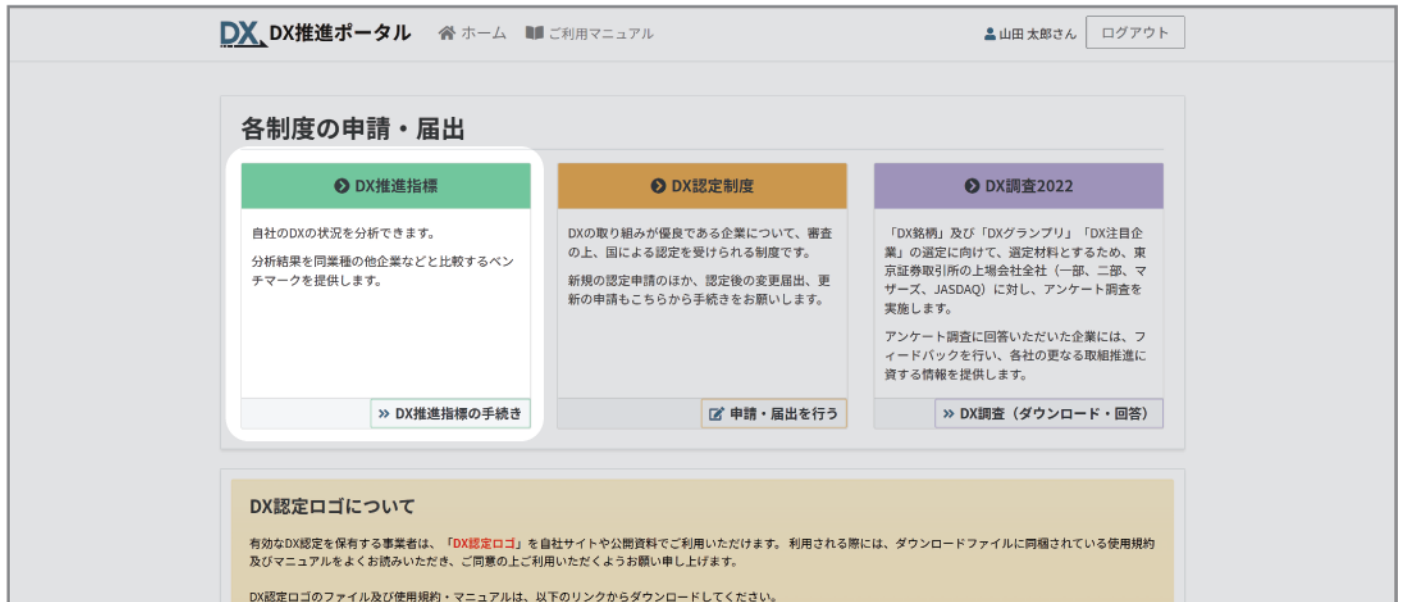 DX DX推進ポータル ホーム ご利用マニュアル 山田 太郎さん ログアウト
各制度の申請・届出
DX推進指標
自社のDXの状況を分析できます。
分析結果を同業種の他企業などと比較するベン
チマークを提供します。
DX推進指標の手続き
DX認定制度
DXの取り組みが優良である企業について、審査
の上、国による認定を受けられる制度です。
新規の認定申請のほか、認定後の変更届出、更
新の申請もこちらから手続きをお願いします。
申請・届出を行う
DX調査2022
「DX銘柄」及び「DXグランプリ」「DX注目企
業」の選定に向けて、選定材料とするため、東
京証券取引所の上場会社全社（一部、二部、マ
ザーズ、JASDAQ）に対し、アンケート調査を
実施します。
アンケート調査に回答いただいた企業には、フ
ィードバックを行い、各社の更なる取組推進に
資する情報を提供します。
DX調査（ダウンロード・回答）
DX認定ロゴについて
有効なDX認定を保有する事業者は、「DX認定ロゴ」を自社サイトや公開資料でご利用いただけます。 利用される際には、ダウンロードファイルに同梱されている使用規約
及びマニュアルをよくお読みいただき、ご同意の上ご利用いただくようお願い申し上げます。
DX認定ロゴのファイル及び使用規約・マニュアルは、以下のリンクからダウンロードしてください。